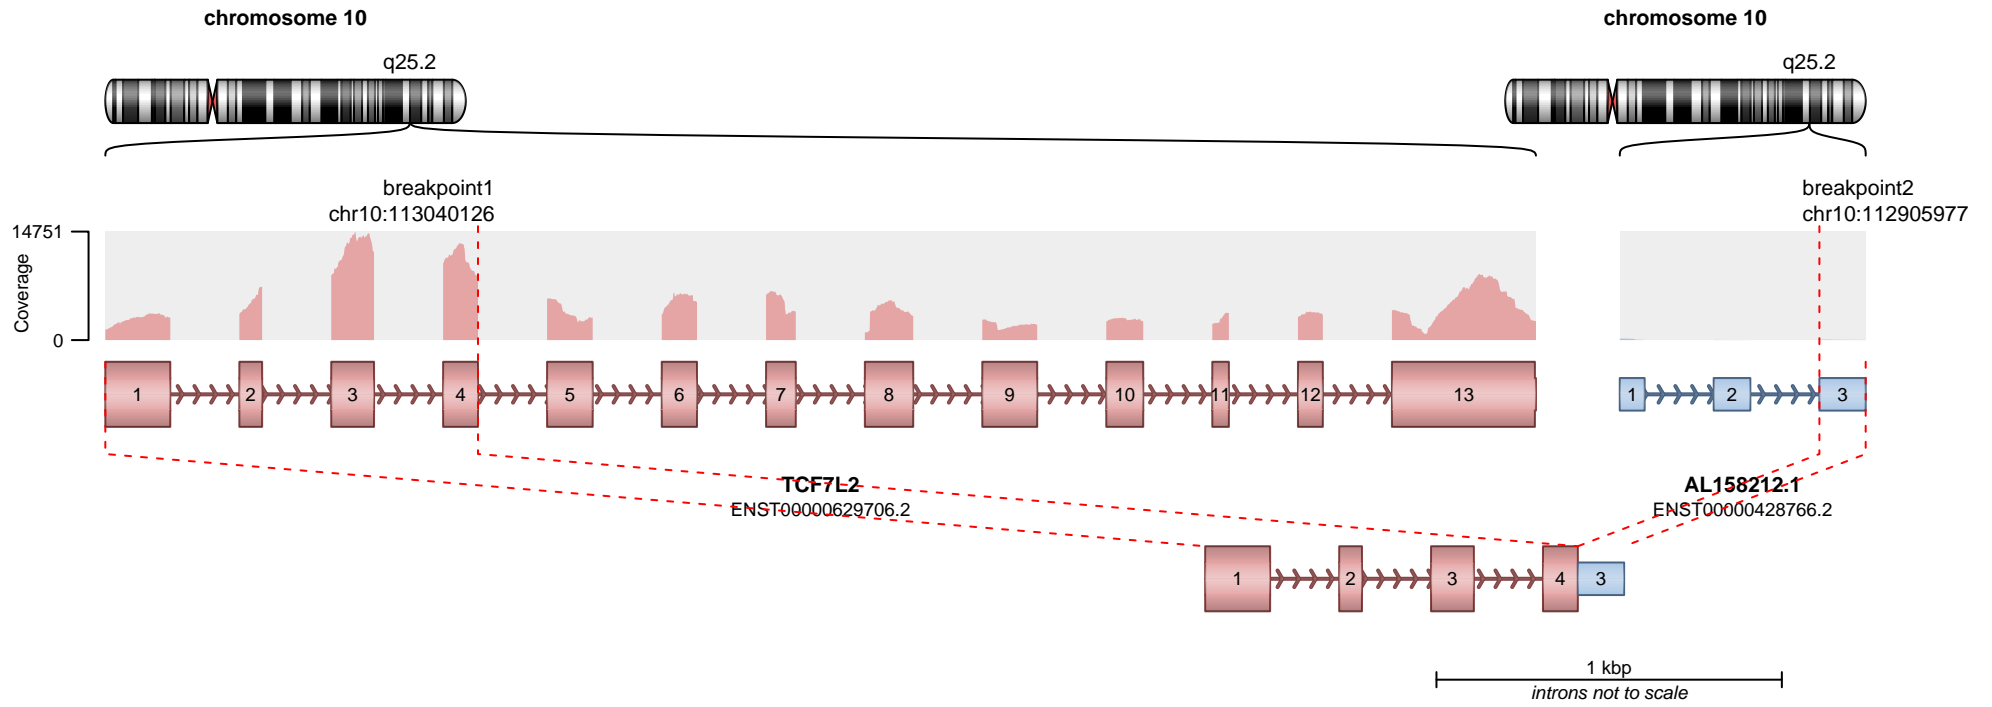 chromosome 10
chromosome 10
q25.2
q25.2
breakpoint1
chr10:113040126
breakpoint2
chr10:112905977
14751
Coverage
0
1 2 3 4 5 6 7 8 9 10 11 12 13
1 2 3
TCF7L2
ENST00000629706.2
AL158212.1
ENST00000428766.2
1 2 3 4 3
1 kbp
introns not to scale